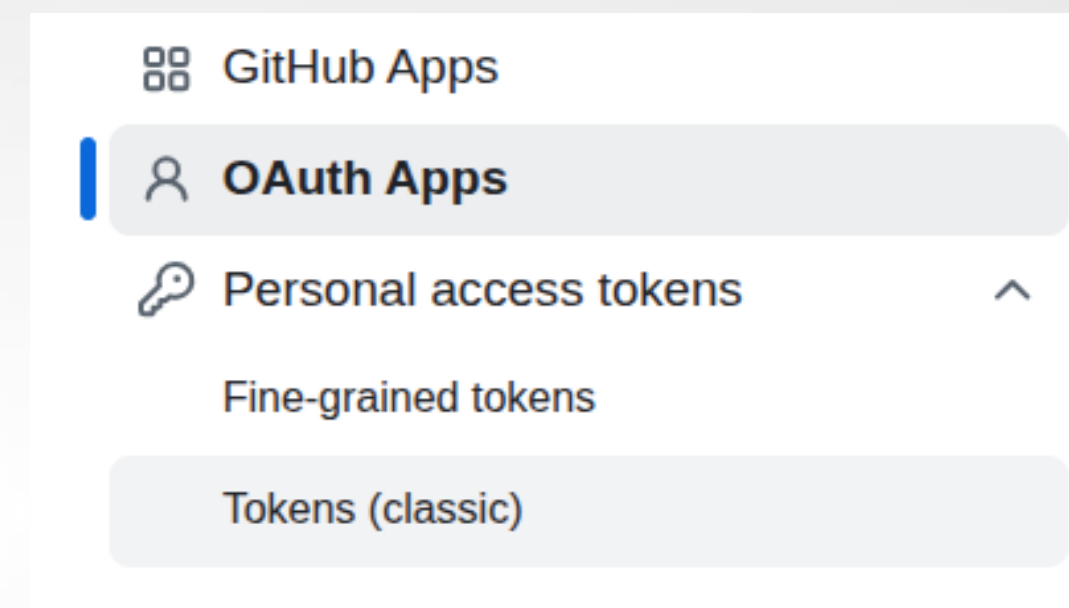 GitHub Apps
OAuth Apps
Personal access tokens
Fine-grained tokens
Tokens (classic)